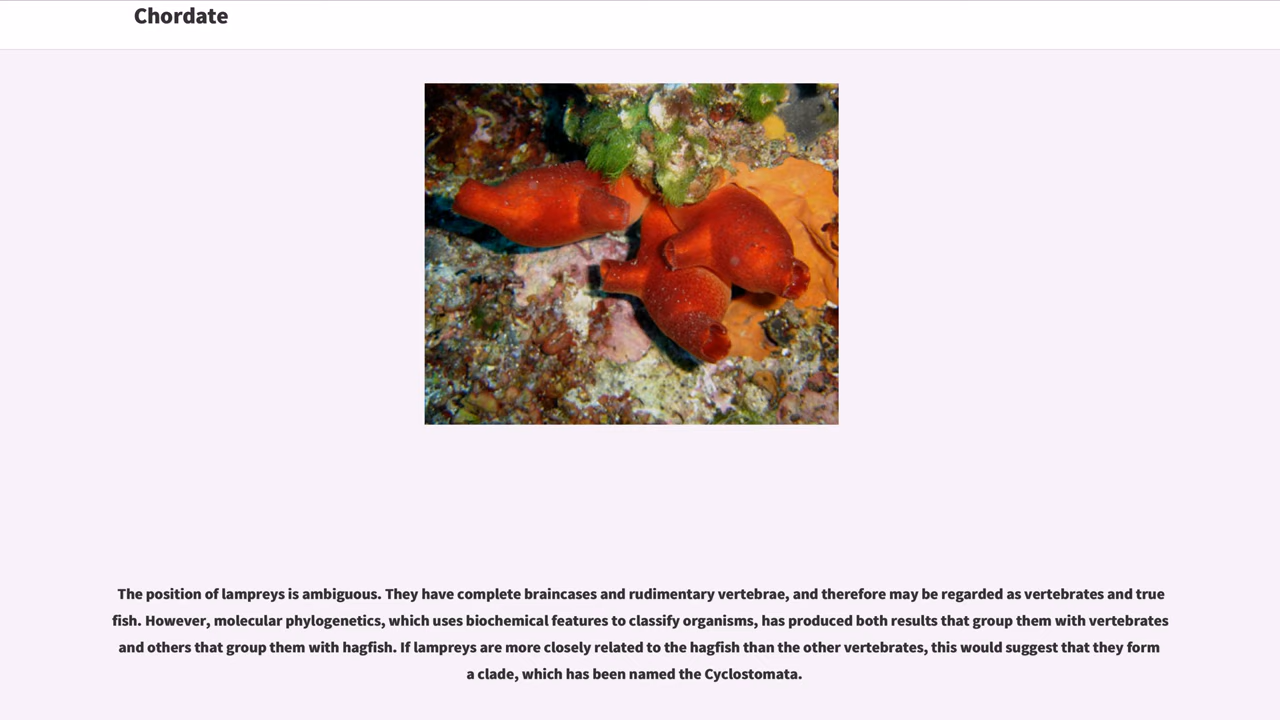 Chordate
The position of lampreys is ambiguous. They have complete braincases and rudimentary vertebrae, and therefore may be regarded as vertebrates and true
fish. However, molecular phylogenetics, which uses biochemical features to classify organisms, has produced both results that group them with vertebrates
and others that group them with hagfish. If lampreys are more closely related to the hagfish than the other vertebrates, this would suggest that they form
a clade, which has been named the Cyclostomata.